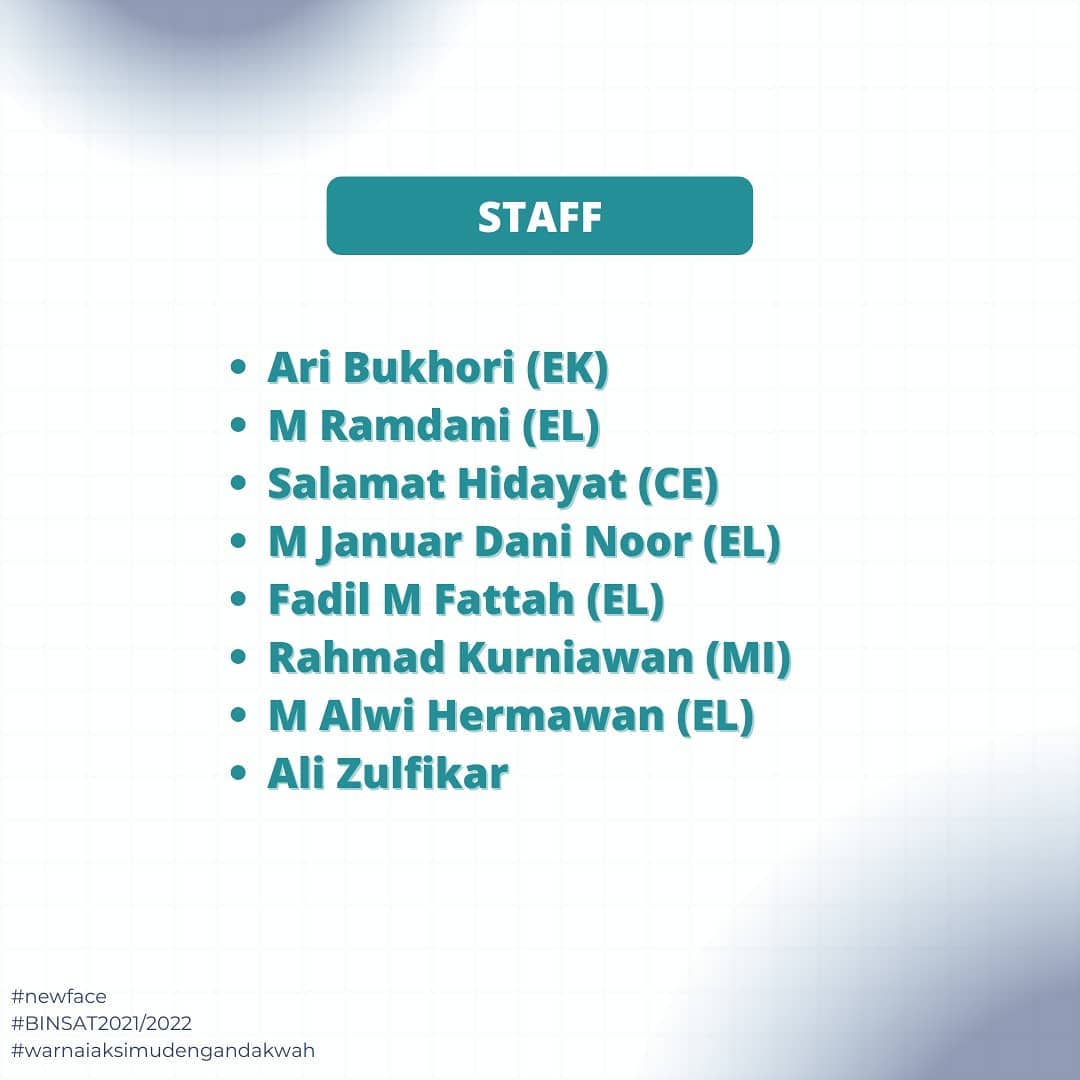 STAFF
• Ari Bukhori (EK)
• M Ramdani (EL)
• Salamat Hidayat (CE)
• M Januar Dani Noor (EL)
• Fadil M Fattah (EL)
• Rahmad Kurniawan (MI)
• M Alwi Hermawan (EL)
• Ali Zulfikar
#newface
#BINSAT2021/2022
#warnaiaksimudengandakwah